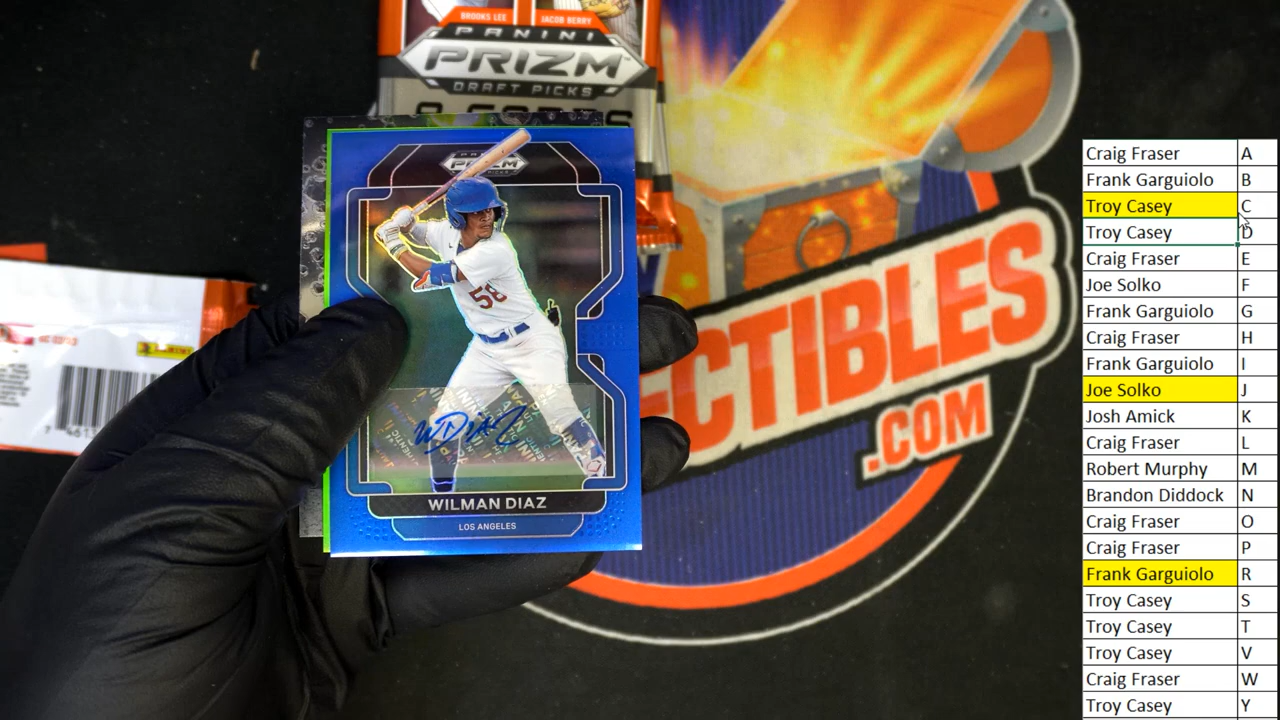 BROOKS LEE
JACOB BERRY
PANINI
PRIZM
DRAFT PICKS
PRIZM
58
W DIAZ
WILMAN DIAZ
LOS ANGELES
ECTIBLES
.COM
Craig Fraser A
Frank Garguiolo B
Troy Casey C
Troy Casey D
Craig Fraser E
Joe Solko F
Frank Garguiolo G
Craig Fraser H
Frank Garguiolo I
Joe Solko J
Josh Amick K
Craig Fraser L
Robert Murphy M
Brandon Diddock N
Craig Fraser O
Craig Fraser P
Frank Garguiolo R
Troy Casey S
Troy Casey T
Troy Casey V
Craig Fraser W
Troy Casey Y